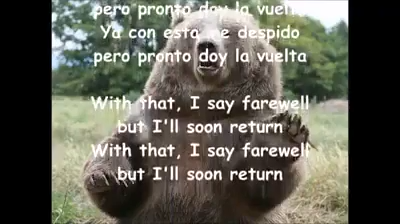 pero pronto doy la vuelta
Ya con esta me despido
pero pronto doy la vuelta
With that, I say farewell
but I'll soon return
With that, I say farewell
but I'll soon return